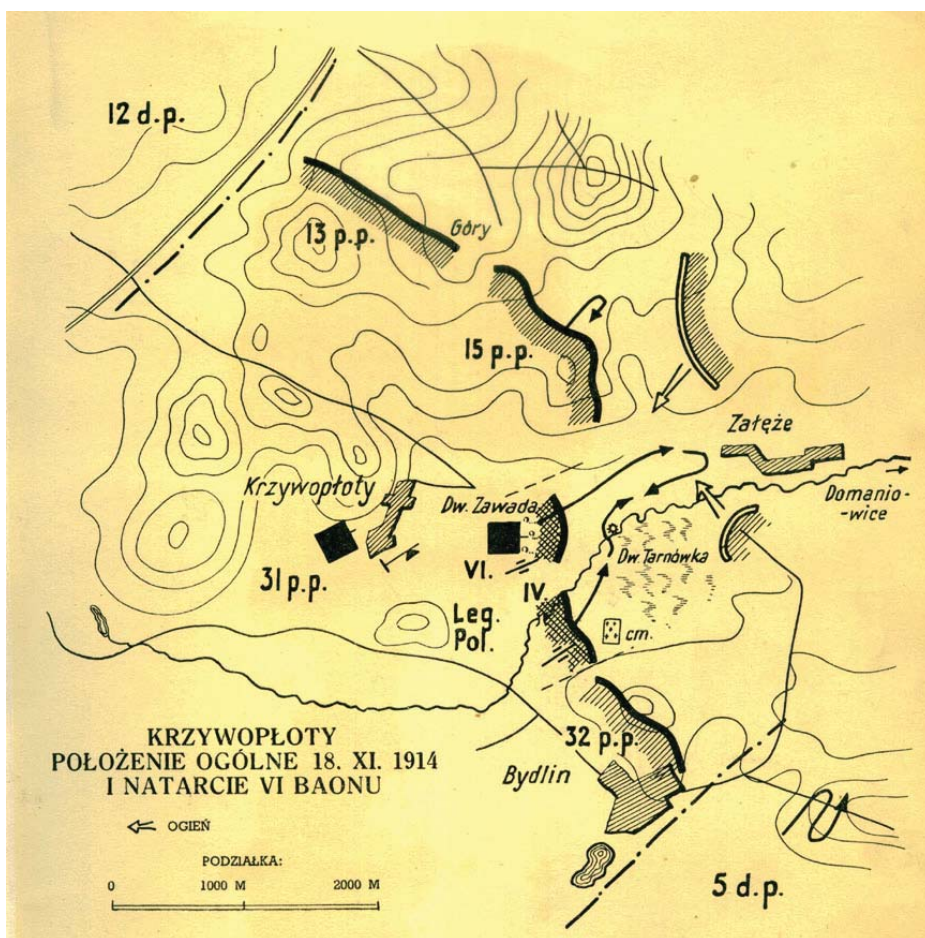 12 d.p.
13 p.p.
Góry
15 p.p.
Załęże
Krzywopłoty
Dw. Zawada
Domanio-
-wice
Dw. Tarnówka
VI.
31 p.p.
IV.
Leg.
Pol.
cm.
32 p.p.
Bydlin
KRZYWOPŁOTY
POŁOŻENIE OGÓLNE 18. XI. 1914
I NATARCIE VI BAONU
OGIEŃ
PODZIAŁKA:
0 1000 M 2000 M
5 d.p.